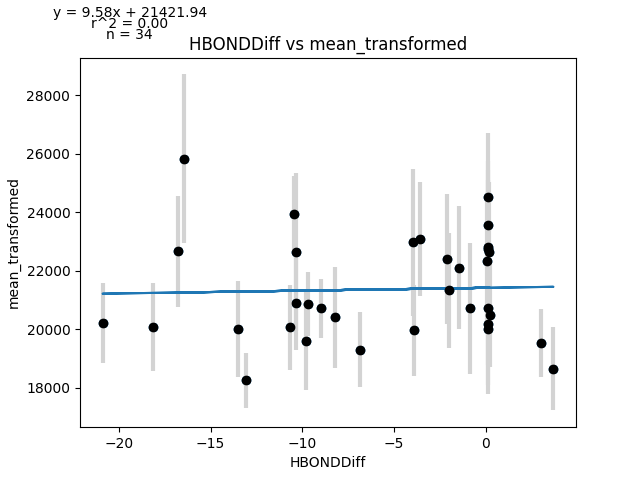 y = 9.58x + 21421.94
r^2 = 0.00
n = 34
HBONDDiff vs mean_transformed
mean_transformed
28000
26000
24000
22000
20000
18000
−20
−15
−10
−5
0
HBONDDiff